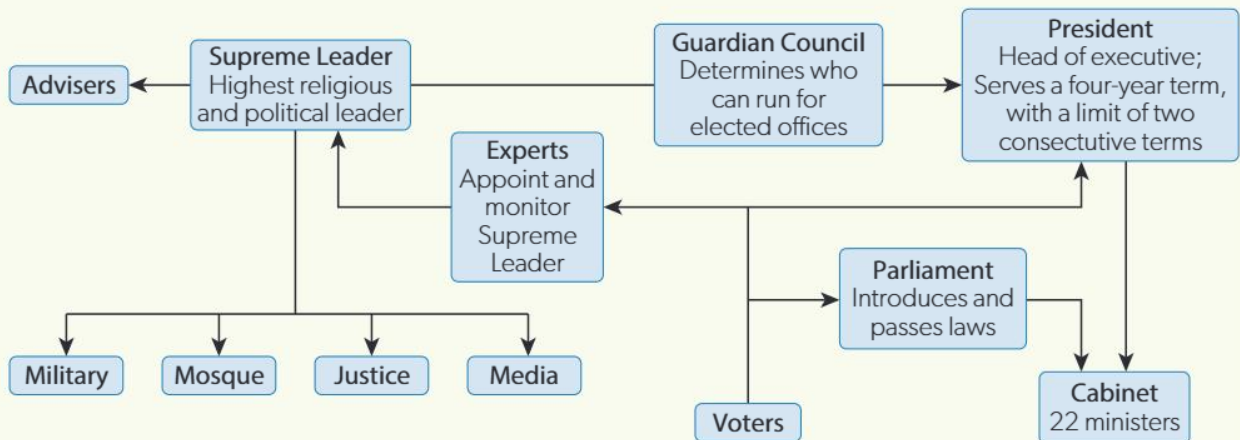 Supreme Leader
Highest religious
and political leader
Advisers
Guardian Council
Determines who
can run for
elected offices
President
Head of executive;
Serves a four-year term,
with a limit of two
consectutive terms
Experts
Appoint and
monitor
Supreme
Leader
Parliament
Introduces and
passes laws
Military
Mosque
Justice
Media
Voters
Cabinet
22 ministers